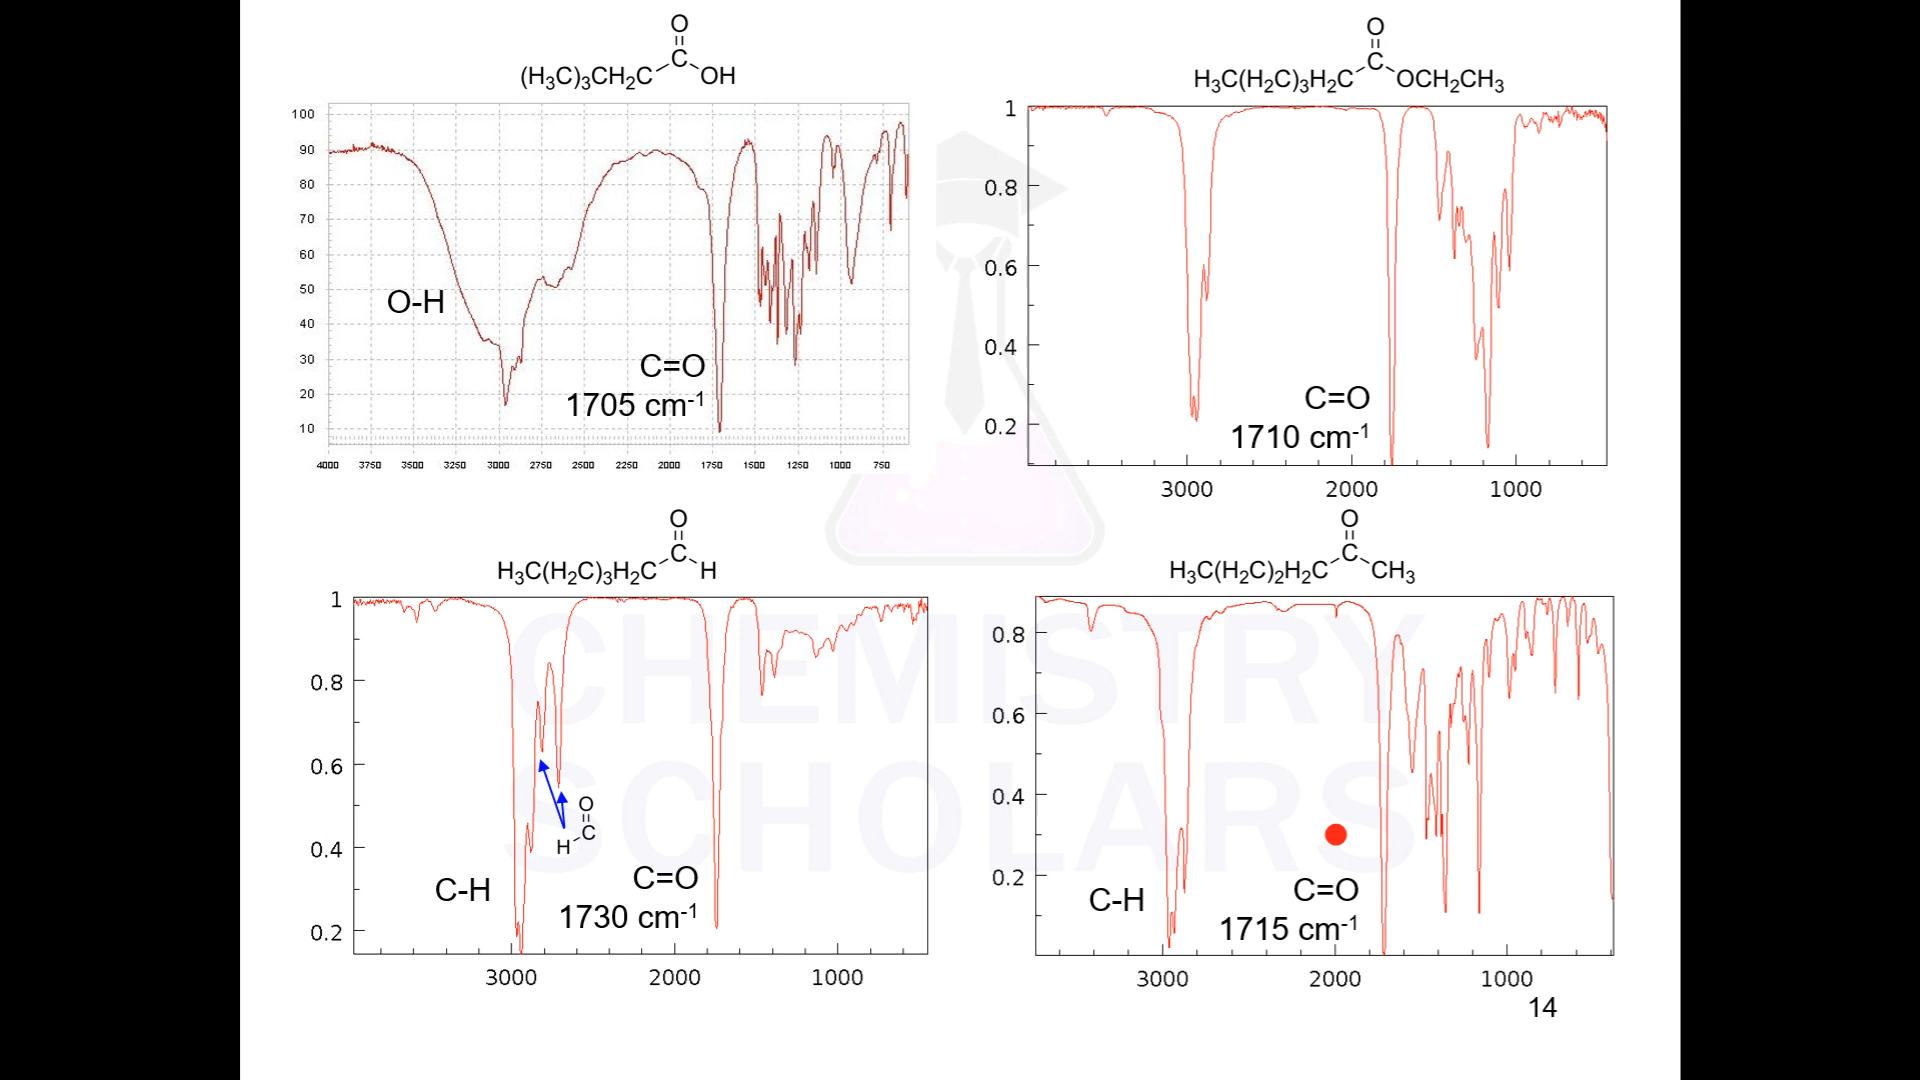 O
C
(H₃C)₃CH₂C
OH
100
90
80
70
60
50
40
30
20
10
O-H
C=O
1705 cm⁻¹
4000 3750 3500 3250 3000 2750 2500 2250 2000 1750 1500 1250 1000 750
O
C
H₃C(H₂C)₃H₂C
OCH₂CH₃
1
0.8
0.6
0.4
0.2
C=O
1710 cm⁻¹
3000 2000 1000
O
C
H₃C(H₂C)₃H₂C
H
1
0.8
0.6
0.4
0.2
O
C
H
C-H
C=O
1730 cm⁻¹
3000 2000 1000
O
C
H₃C(H₂C)₂H₂C
CH₃
0.8
0.6
0.4
0.2
C-H
C=O
1715 cm⁻¹
3000 2000 1000
CHEMISTRY
SCHOLARS
14